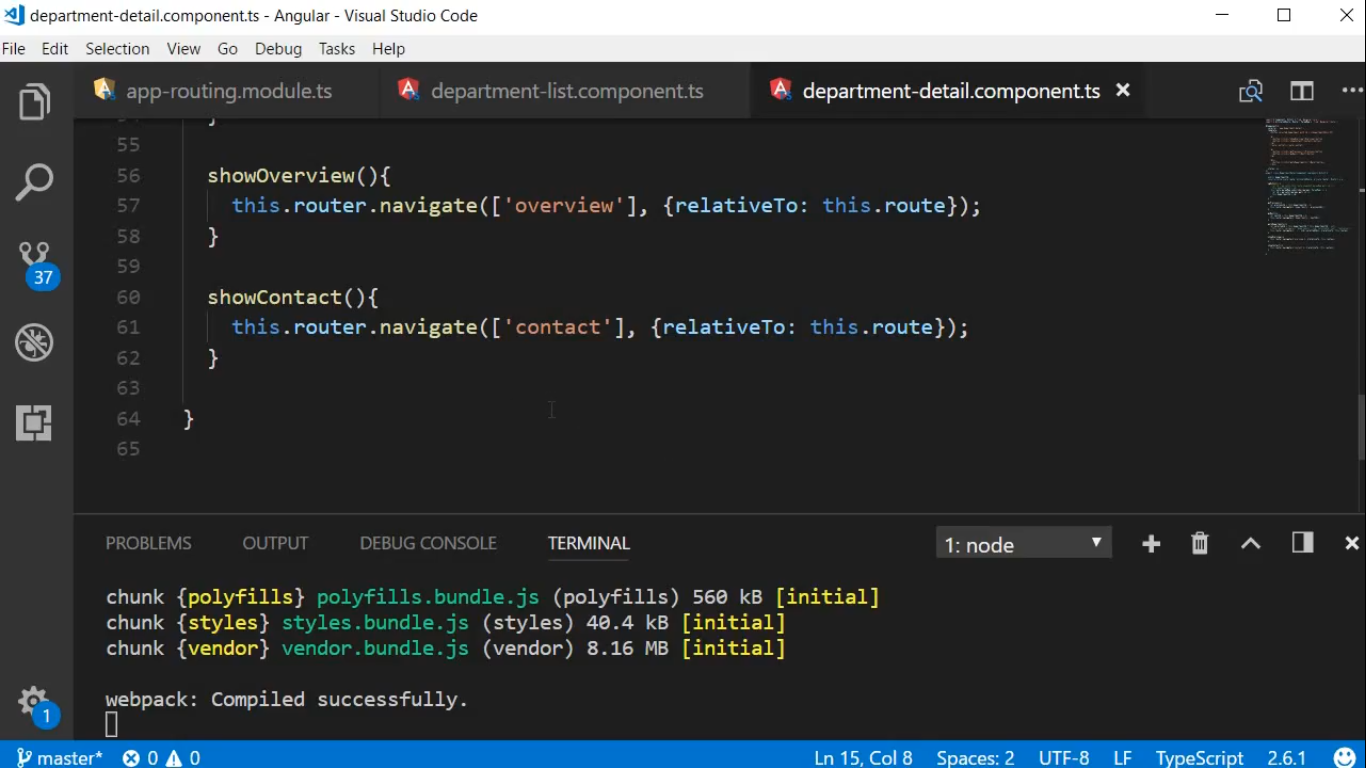 department-detail.component.ts - Angular - Visual Studio Code
File Edit Selection View Go Debug Tasks Help
app-routing.module.ts department-list.component.ts department-detail.component.ts
55
56 showOverview(){
57 this.router.navigate(['overview'], {relativeTo: this.route});
58 }
59
60 showContact(){
61 this.router.navigate(['contact'], {relativeTo: this.route});
62 }
63
64 }
65
37
PROBLEMS OUTPUT DEBUG CONSOLE TERMINAL 1: node
chunk {polyfills} polyfills.bundle.js (polyfills) 560 kB [initial]
chunk {styles} styles.bundle.js (styles) 40.4 kB [initial]
chunk {vendor} vendor.bundle.js (vendor) 8.16 MB [initial]
webpack: Compiled successfully.
1
master* 0 0 Ln 15, Col 8 Spaces: 2 UTF-8 LF TypeScript 2.6.1